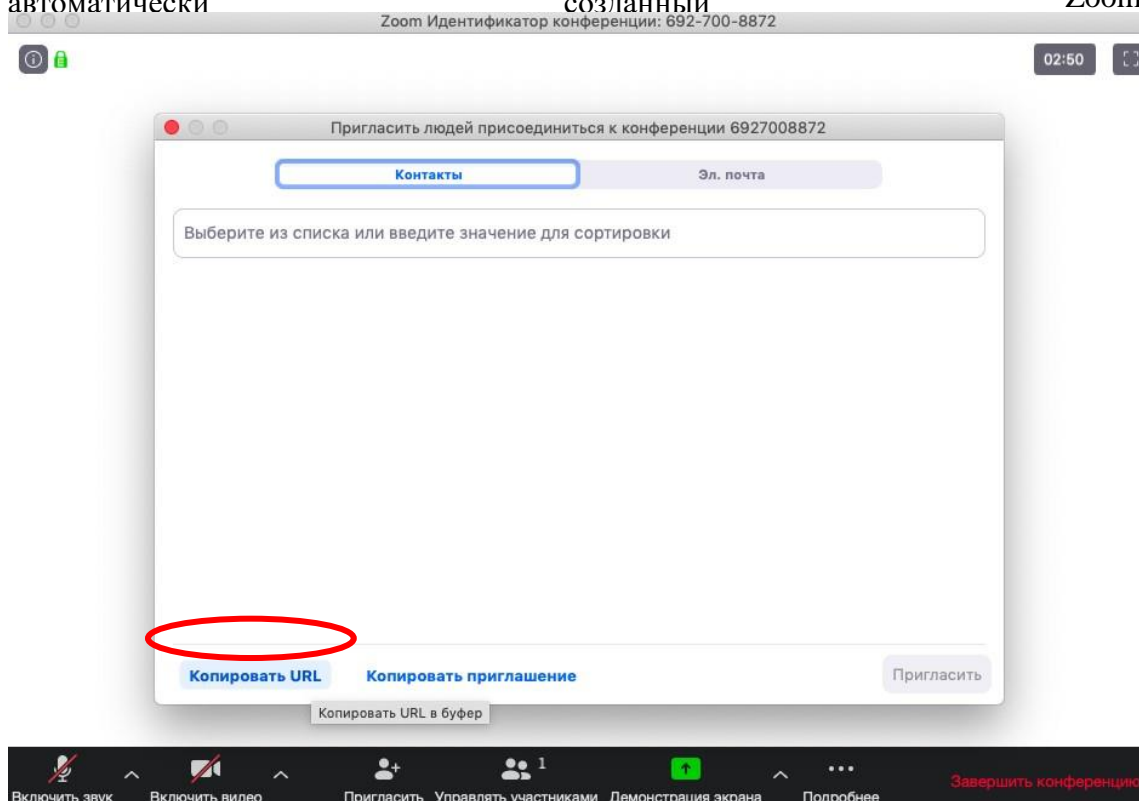 автоматически созданный Zoom
Zoom Идентификатор конференции: 692-700-8872
02:50
Пригласить людей присоединиться к конференции 6927008872
Контакты Эл. почта
Выберите из списка или введите значение для сортировки
Копировать URL Копировать приглашение Пригласить
Копировать URL в буфер
1
Включить звук Включить видео Пригласить Управлять участниками Демонстрация экрана Подробнее Завершить конференцию